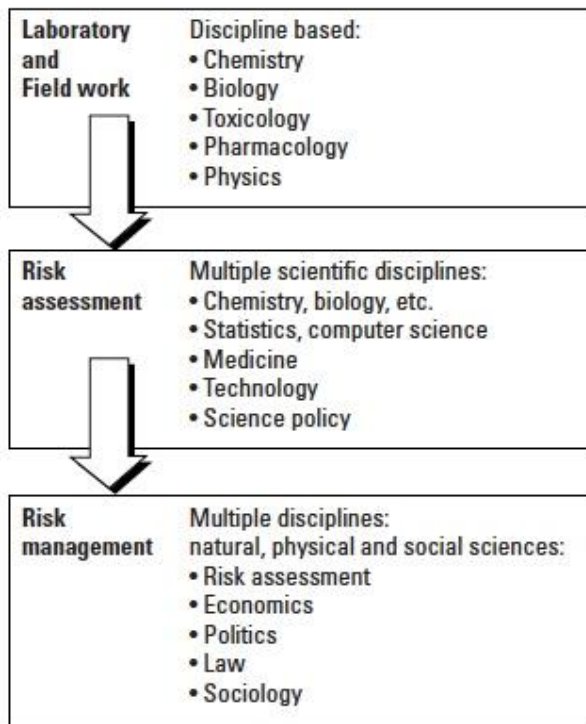 Laboratory
and
Field work
Discipline based:
• Chemistry
• Biology
• Toxicology
• Pharmacology
• Physics
Risk
assessment
Multiple scientific disciplines:
• Chemistry, biology, etc.
• Statistics, computer science
• Medicine
• Technology
• Science policy
Risk
management
Multiple disciplines:
natural, physical and social sciences:
• Risk assessment
• Economics
• Politics
• Law
• Sociology